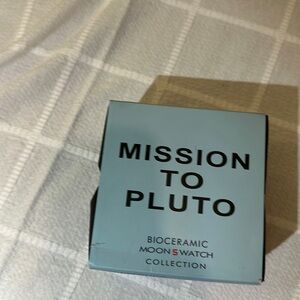 MISSION
TO
PLUTO
BIOCERAMIC
MOONSWATCH
COLLECTION